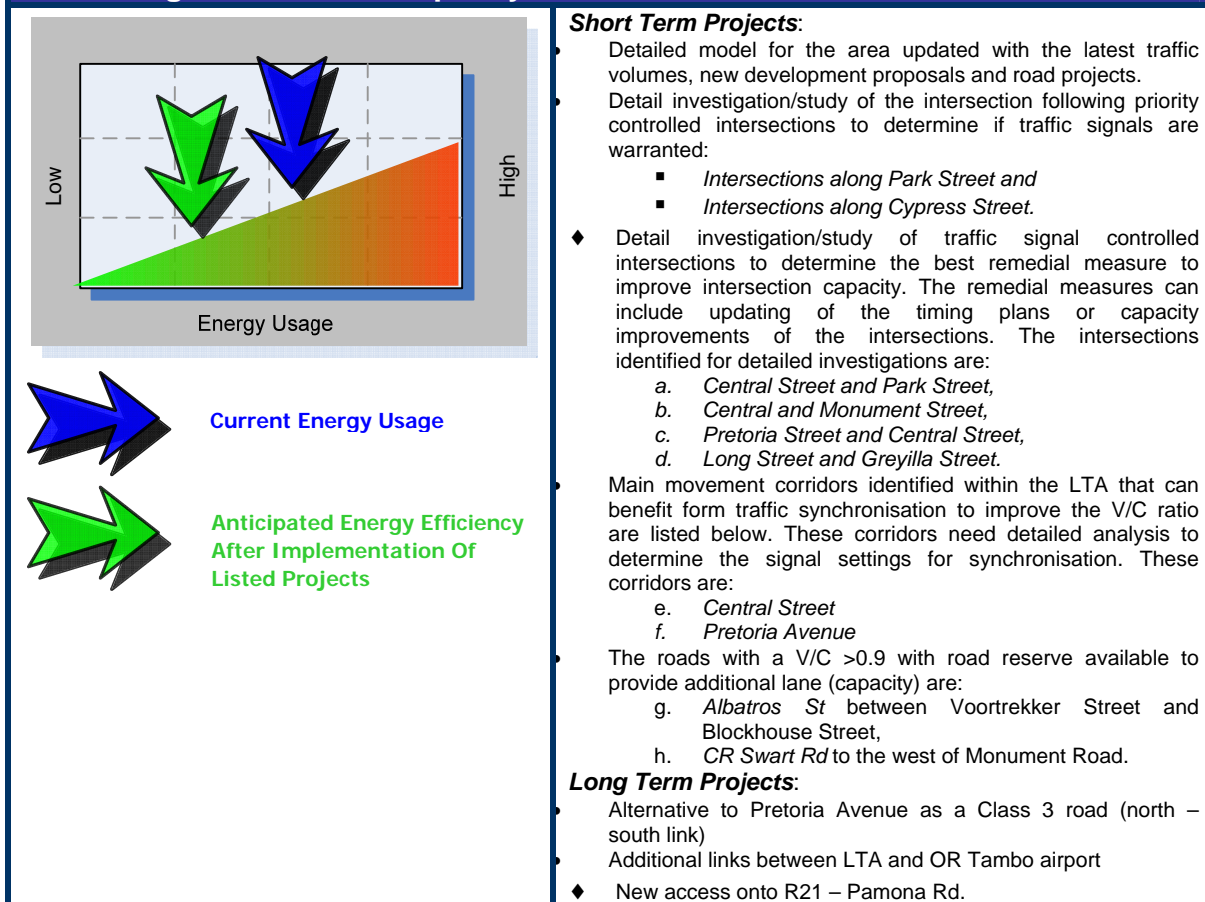 Low
High
Energy Usage
Current Energy Usage
Anticipated Energy Efficiency
After Implementation Of
Listed Projects
Short Term Projects:
• Detailed model for the area updated with the latest traffic
volumes, new development proposals and road projects.
• Detail investigation/study of the intersection following priority
controlled intersections to determine if traffic signals are
warranted:
▪ Intersections along Park Street and
▪ Intersections along Cypress Street.
♦ Detail investigation/study of traffic signal controlled
intersections to determine the best remedial measure to
improve intersection capacity. The remedial measures can
include updating of the timing plans or capacity
improvements of the intersections. The intersections
identified for detailed investigations are:
a. Central Street and Park Street,
b. Central and Monument Street,
c. Pretoria Street and Central Street,
d. Long Street and Greyilla Street.
• Main movement corridors identified within the LTA that can
benefit form traffic synchronisation to improve the V/C ratio
are listed below. These corridors need detailed analysis to
determine the signal settings for synchronisation. These
corridors are:
e. Central Street
f. Pretoria Avenue
• The roads with a V/C >0.9 with road reserve available to
provide additional lane (capacity) are:
g. Albatros St between Voortrekker Street and
Blockhouse Street,
h. CR Swart Rd to the west of Monument Road.
Long Term Projects:
• Alternative to Pretoria Avenue as a Class 3 road (north –
south link)
• Additional links between LTA and OR Tambo airport
♦ New access onto R21 – Pamona Rd.